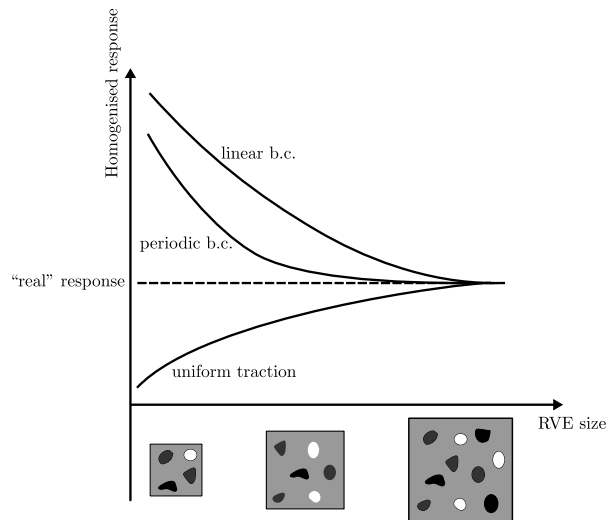 Homogenised response
linear b.c.
periodic b.c.
“real” response
uniform traction
RVE size